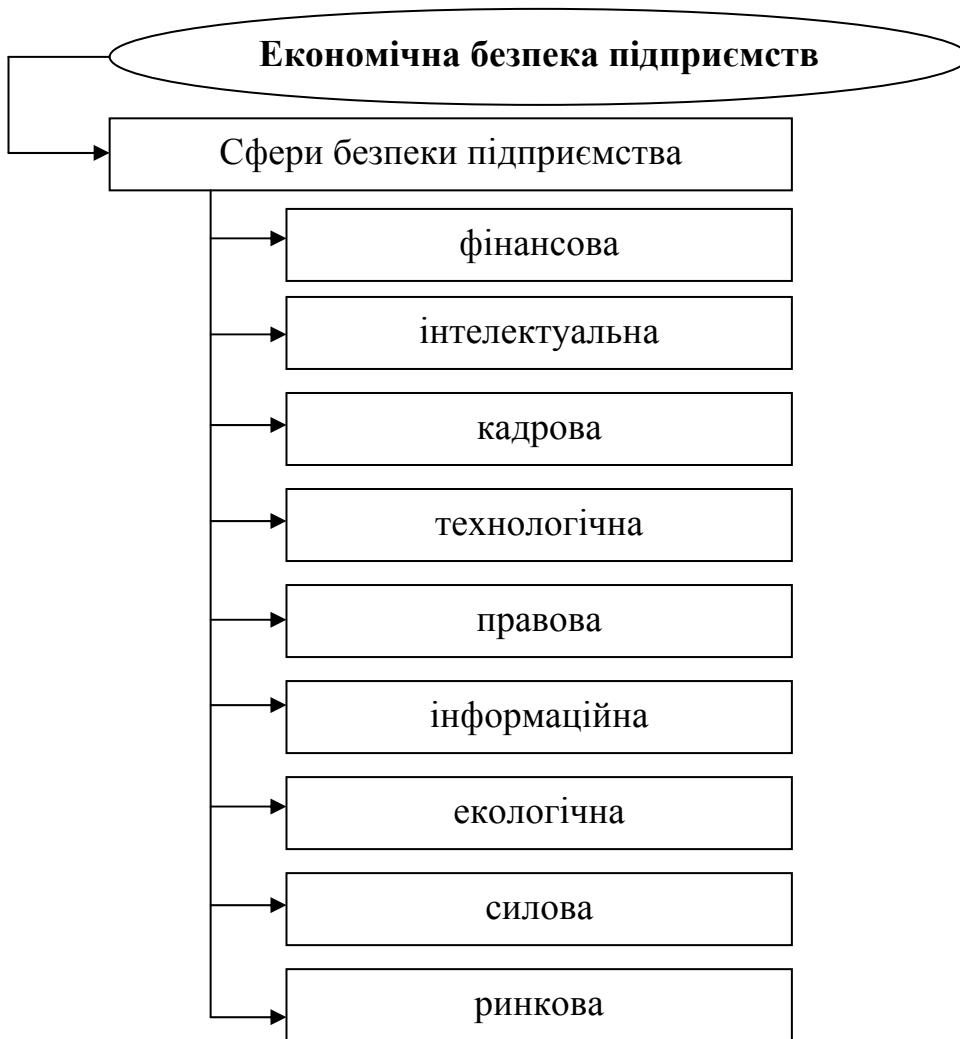 Економічна безпека підприємств
Сфери безпеки підприємства
фінансова
інтелектуальна
кадрова
технологічна
правова
інформаційна
екологічна
силова
ринкова